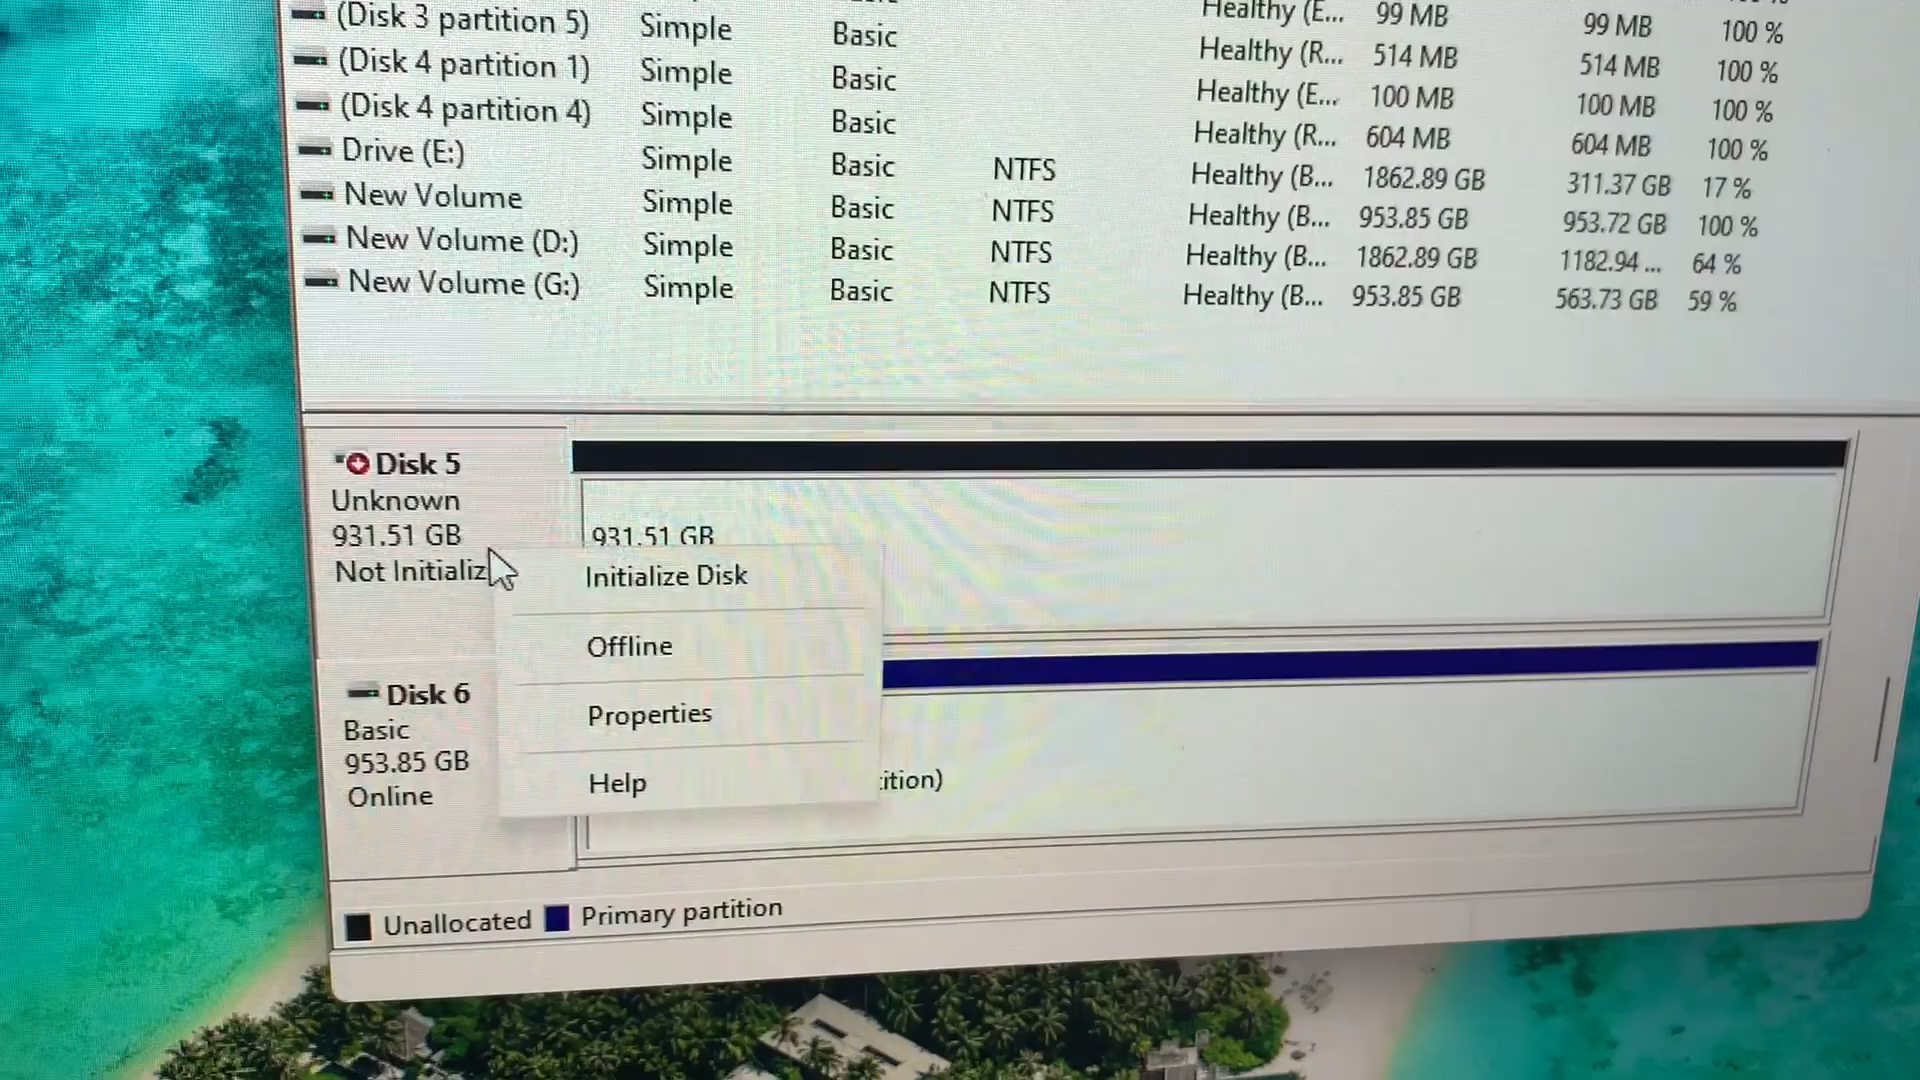 (Disk 3 partition 5) Simple Basic Healthy (E... 99 MB 99 MB 100 %
(Disk 4 partition 1) Simple Basic Healthy (R... 514 MB 514 MB 100 %
(Disk 4 partition 4) Simple Basic Healthy (E... 100 MB 100 MB 100 %
Drive (E:) Simple Basic NTFS Healthy (R... 604 MB 604 MB 100 %
New Volume Simple Basic NTFS Healthy (B... 1862.89 GB 311.37 GB 17 %
New Volume (D:) Simple Basic NTFS Healthy (B... 953.85 GB 953.72 GB 100 %
New Volume (G:) Simple Basic NTFS Healthy (B... 1862.89 GB 1182.94 ... 64 %
Healthy (B... 953.85 GB 563.73 GB 59 %
Disk 5
Unknown
931.51 GB
Not Initializ
931.51 GB
Initialize Disk
Offline
Properties
Help
Disk 6
Basic
953.85 GB
Online
ition)
Unallocated Primary partition